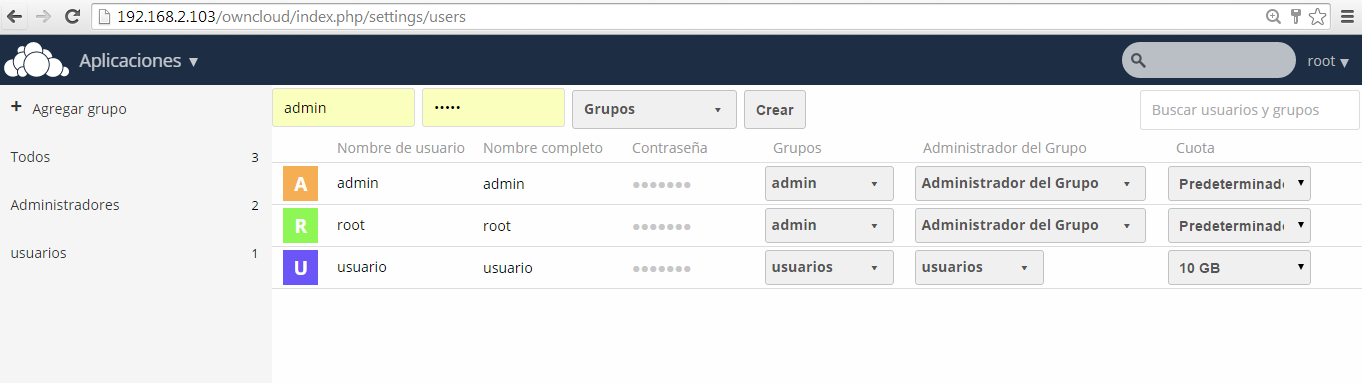 192.168.2.103/owncloud/index.php/settings/users
Aplicaciones ▼ root ▼
+ Agregar grupo
Todos 3
Administradores 2
usuarios 1
admin ••••• Grupos Crear Buscar usuarios y grupos
Nombre de usuario Nombre completo Contraseña Grupos Administrador del Grupo Cuota
A admin admin ●●●●●●● admin Administrador del Grupo Predeterminado
R root root ●●●●●●● admin Administrador del Grupo Predeterminado
U usuario usuario ●●●●●●● usuarios usuarios 10 GB